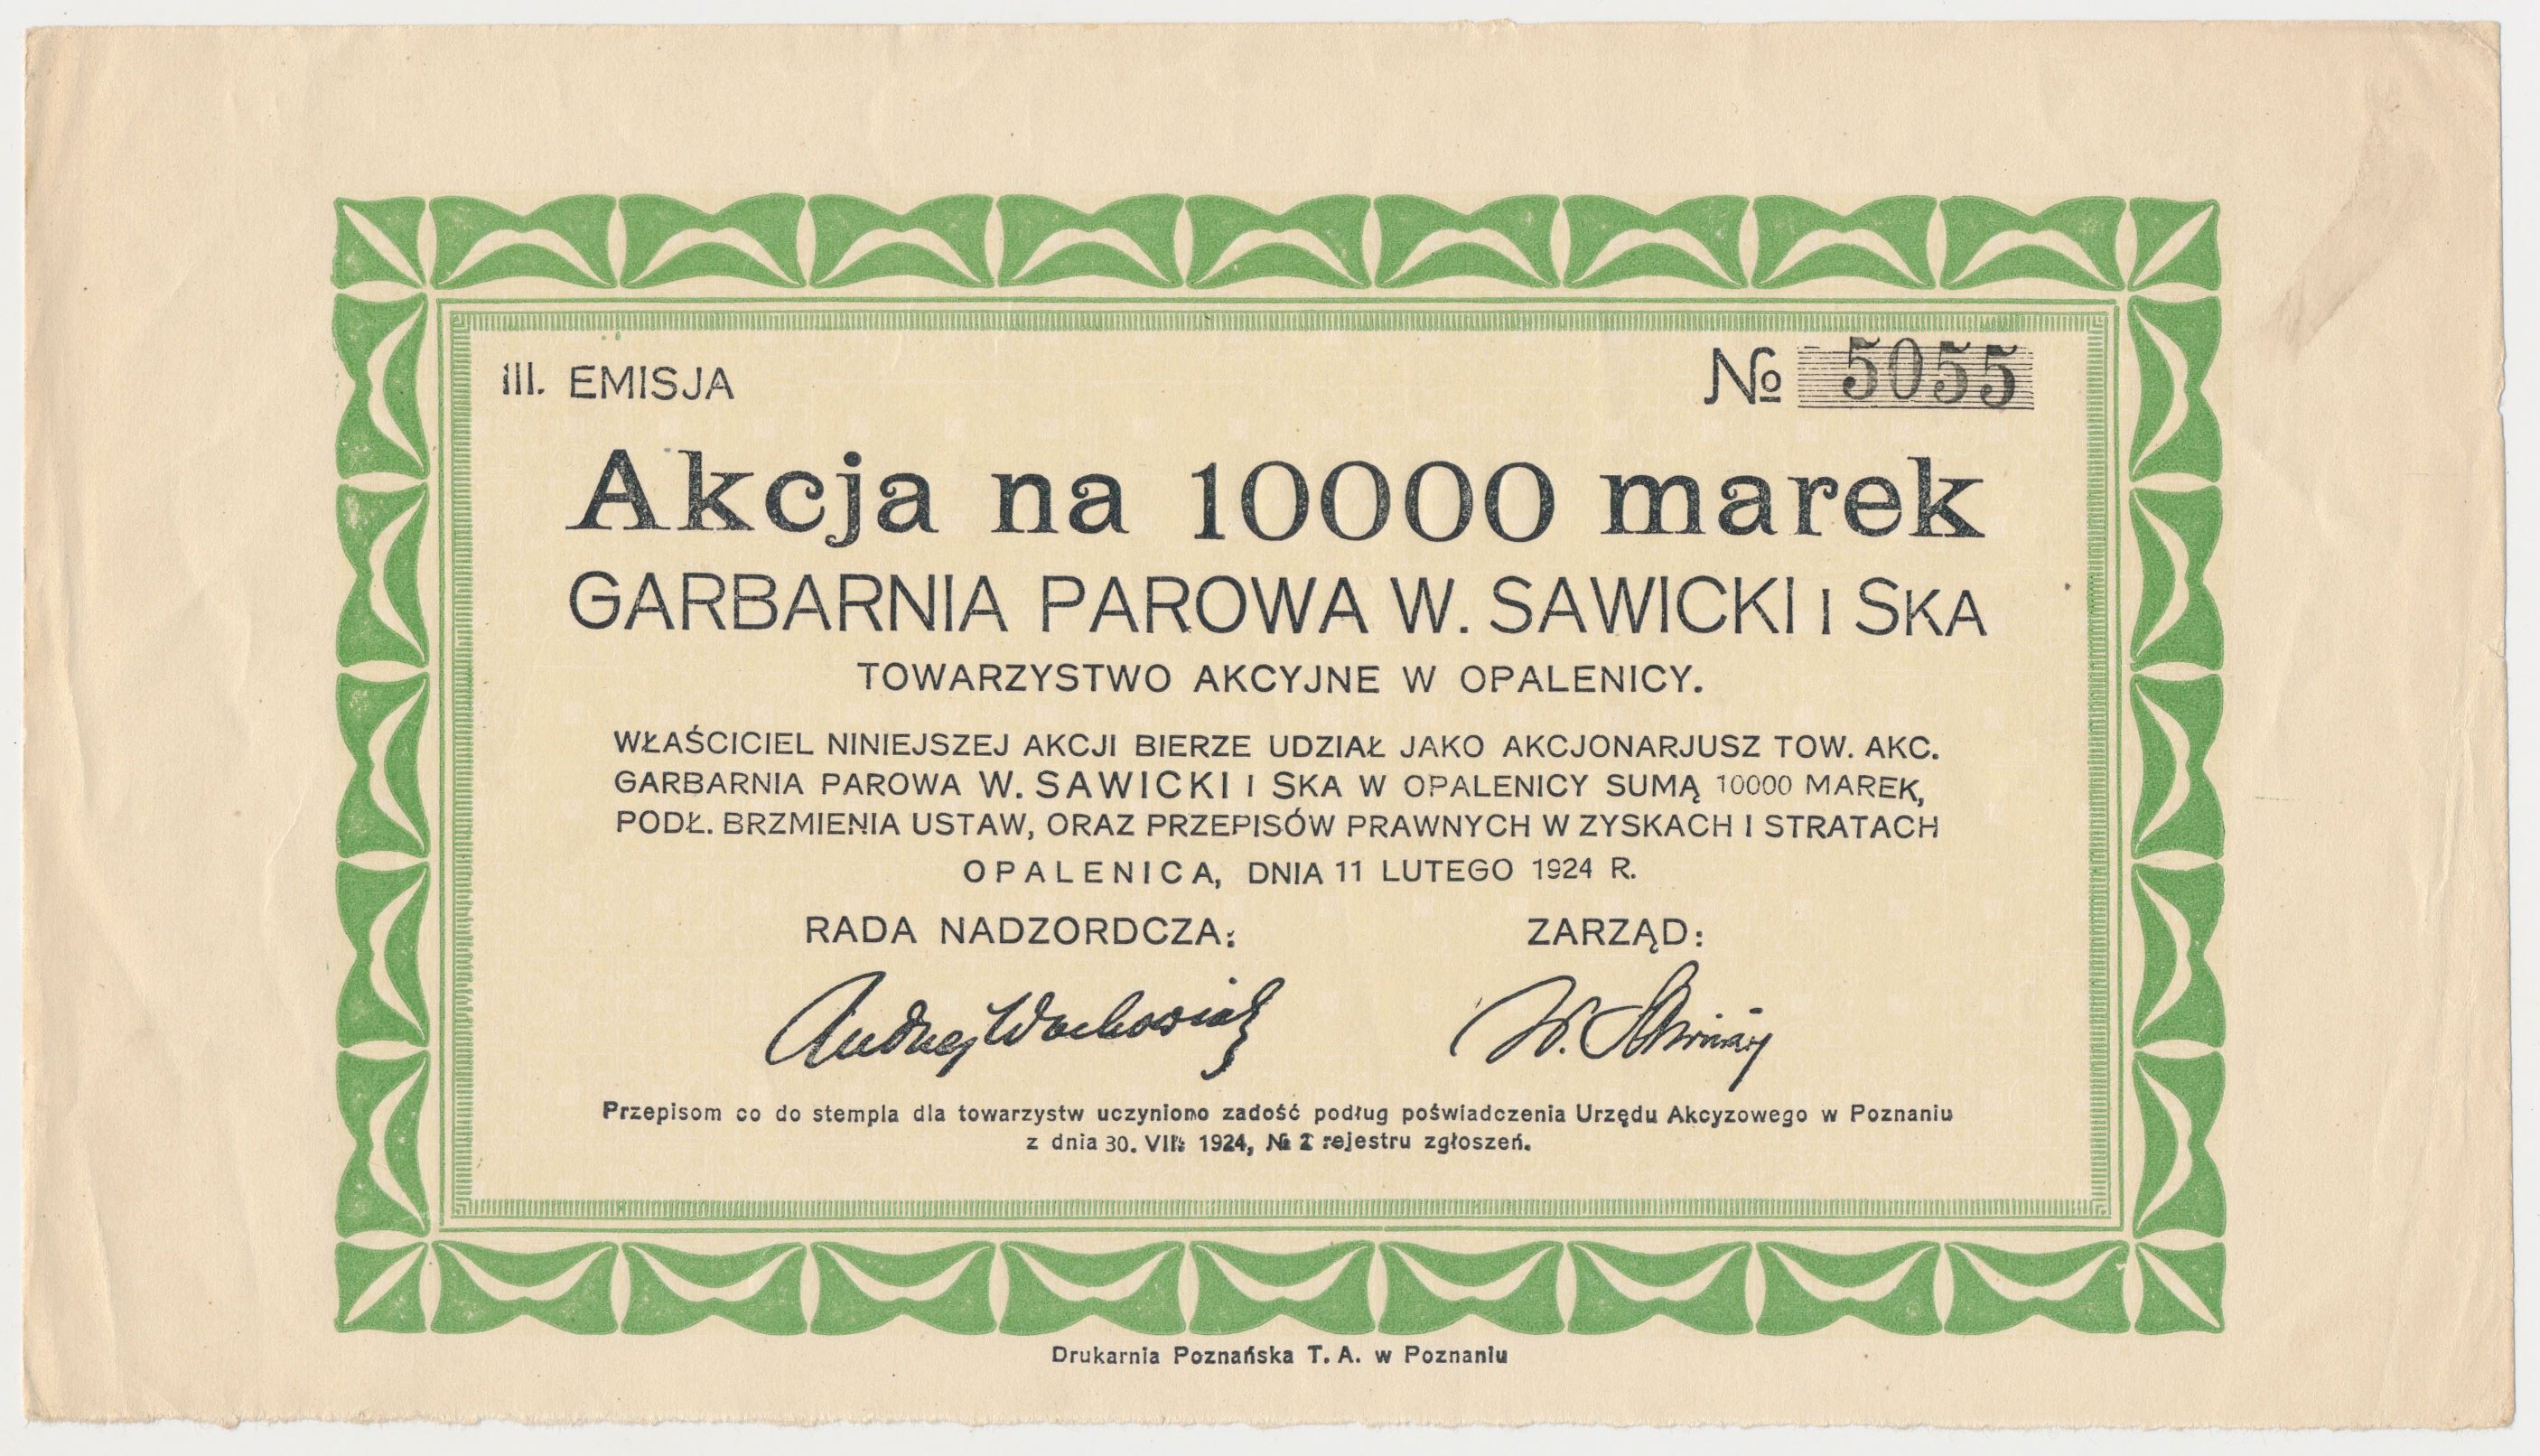 III. EMISJA
№ 5055
Akcja na 10000 marek
GARBARNIA PAROWA W. SAWICKI I SKA
TOWARZYSTWO AKCYJNE W OPALENICY.
WŁAŚCICIEL NINIEJSZEJ AKCJI BIERZE UDZIAŁ JAKO AKCJONARJUSZ TOW. AKC.
GARBARNIA PAROWA W. SAWICKI I SKA W OPALENICY SUMĄ 10000 MAREK,
PODŁ. BRZMIENIA USTAW, ORAZ PRZEPISÓW PRAWNYCH W ZYSKACH I STRATACH
OPALENICA, DNIA 11 LUTEGO 1924 R.
RADA NADZORDCZA: ZARZĄD:
Andrzej Wachowiak W.
Przepisom co do stempla dla towarzystw uczyniono zadość podług poświadczenia Urzędu Akcyzowego w Poznaniu
z dnia 30. 1924, № rejestru zgłoszeń.
Drukarnia Poznańska T. A. w Poznaniu